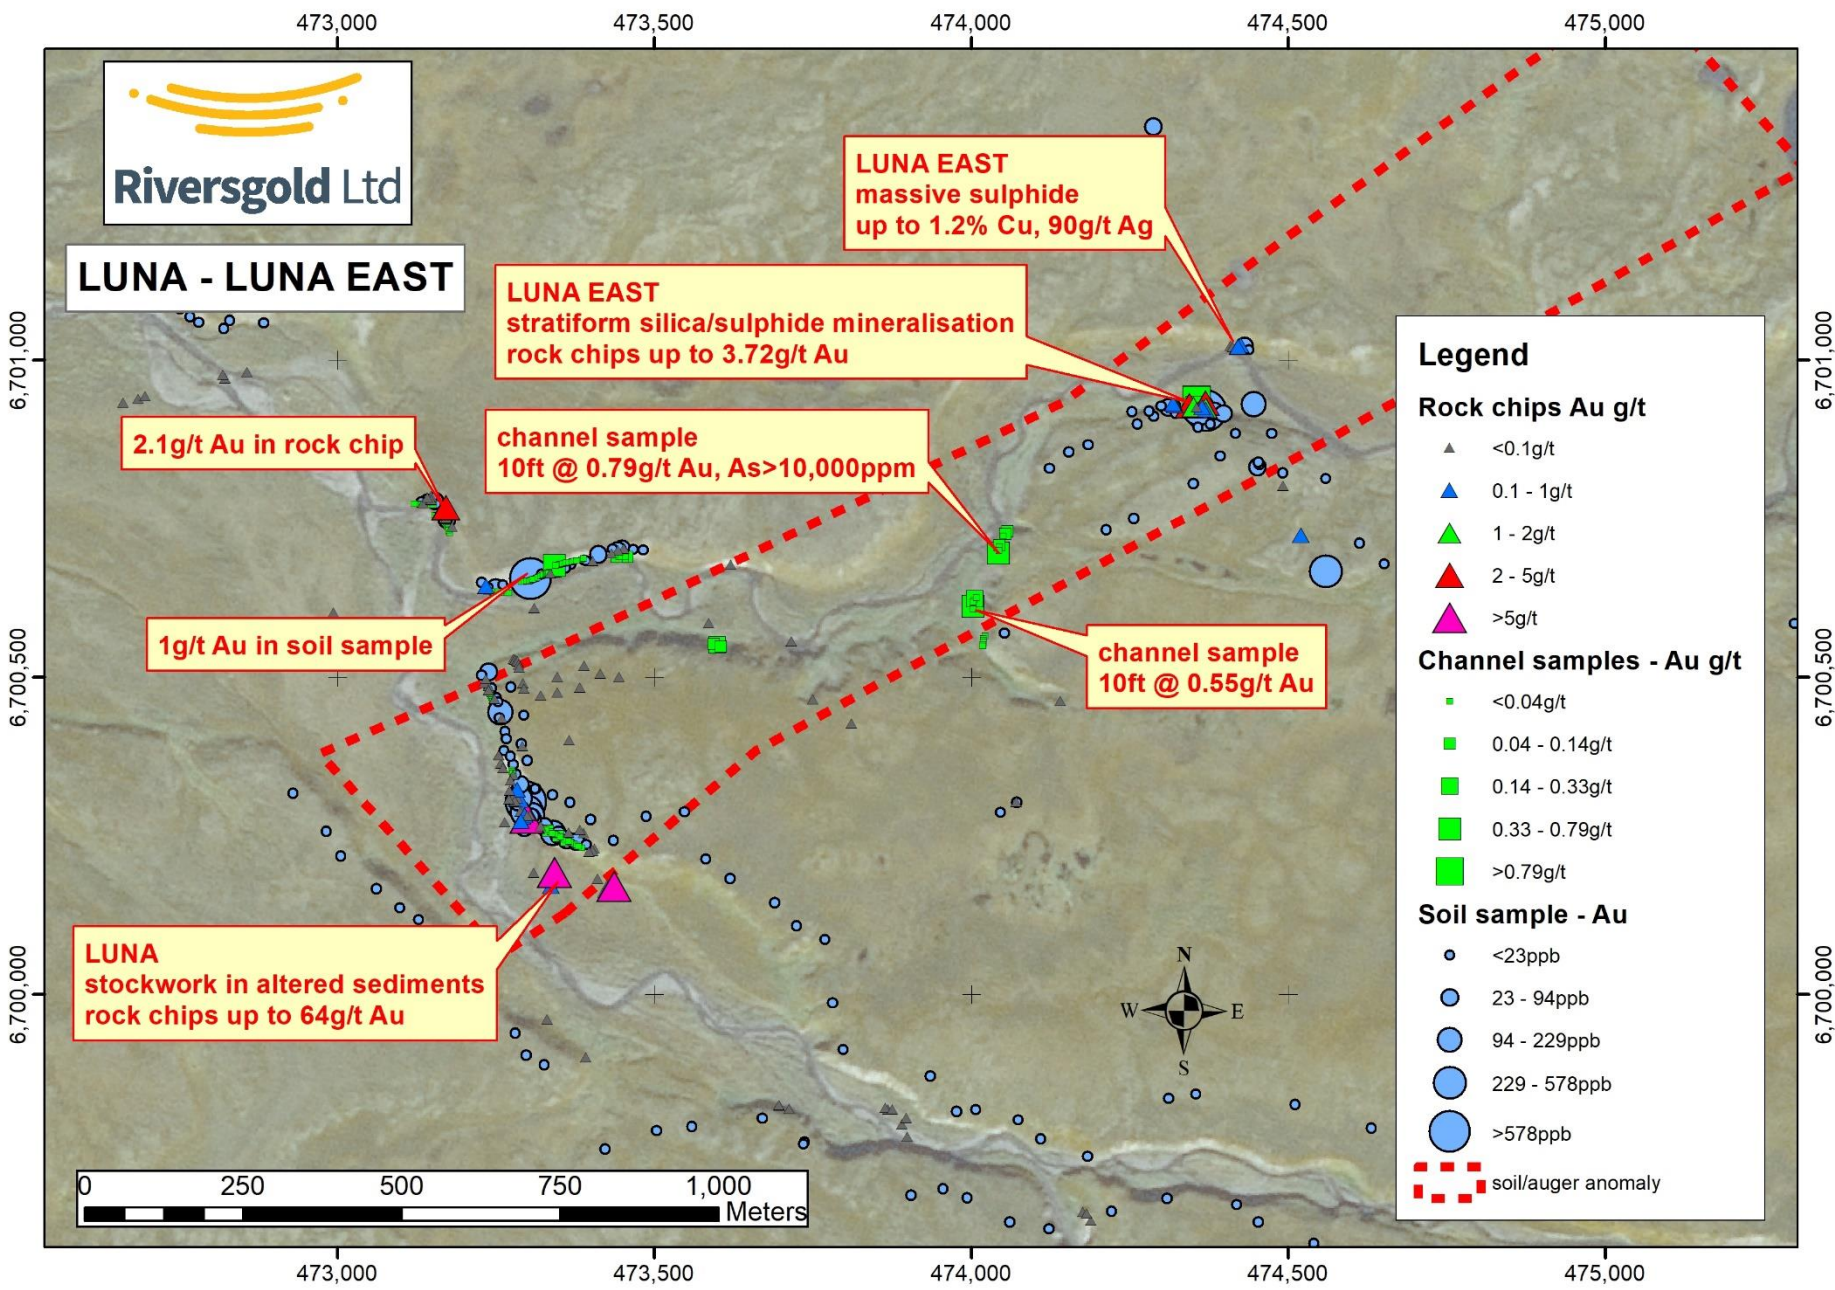 473,000
473,500
474,000
474,500
475,000
Riversgold Ltd
LUNA - LUNA EAST
LUNA EAST
massive sulphide
up to 1.2% Cu, 90g/t Ag
LUNA EAST
stratiform silica/sulphide mineralisation
rock chips up to 3.72g/t Au
2.1g/t Au in rock chip
channel sample
10ft @ 0.79g/t Au, As>10,000ppm
1g/t Au in soil sample
channel sample
10ft @ 0.55g/t Au
LUNA
stockwork in altered sediments
rock chips up to 64g/t Au
6,701,000
6,700,500
6,700,000
6,701,000
6,700,500
6,700,000
Legend
Rock chips Au g/t
<0.1g/t
0.1 - 1g/t
1 - 2g/t
2 - 5g/t
>5g/t
Channel samples - Au g/t
<0.04g/t
0.04 - 0.14g/t
0.14 - 0.33g/t
0.33 - 0.79g/t
>0.79g/t
Soil sample - Au
<23ppb
23 - 94ppb
94 - 229ppb
229 - 578ppb
>578ppb
soil/auger anomaly
N
W E
S
0 250 500 750 1,000
Meters
473,000
473,500
474,000
474,500
475,000